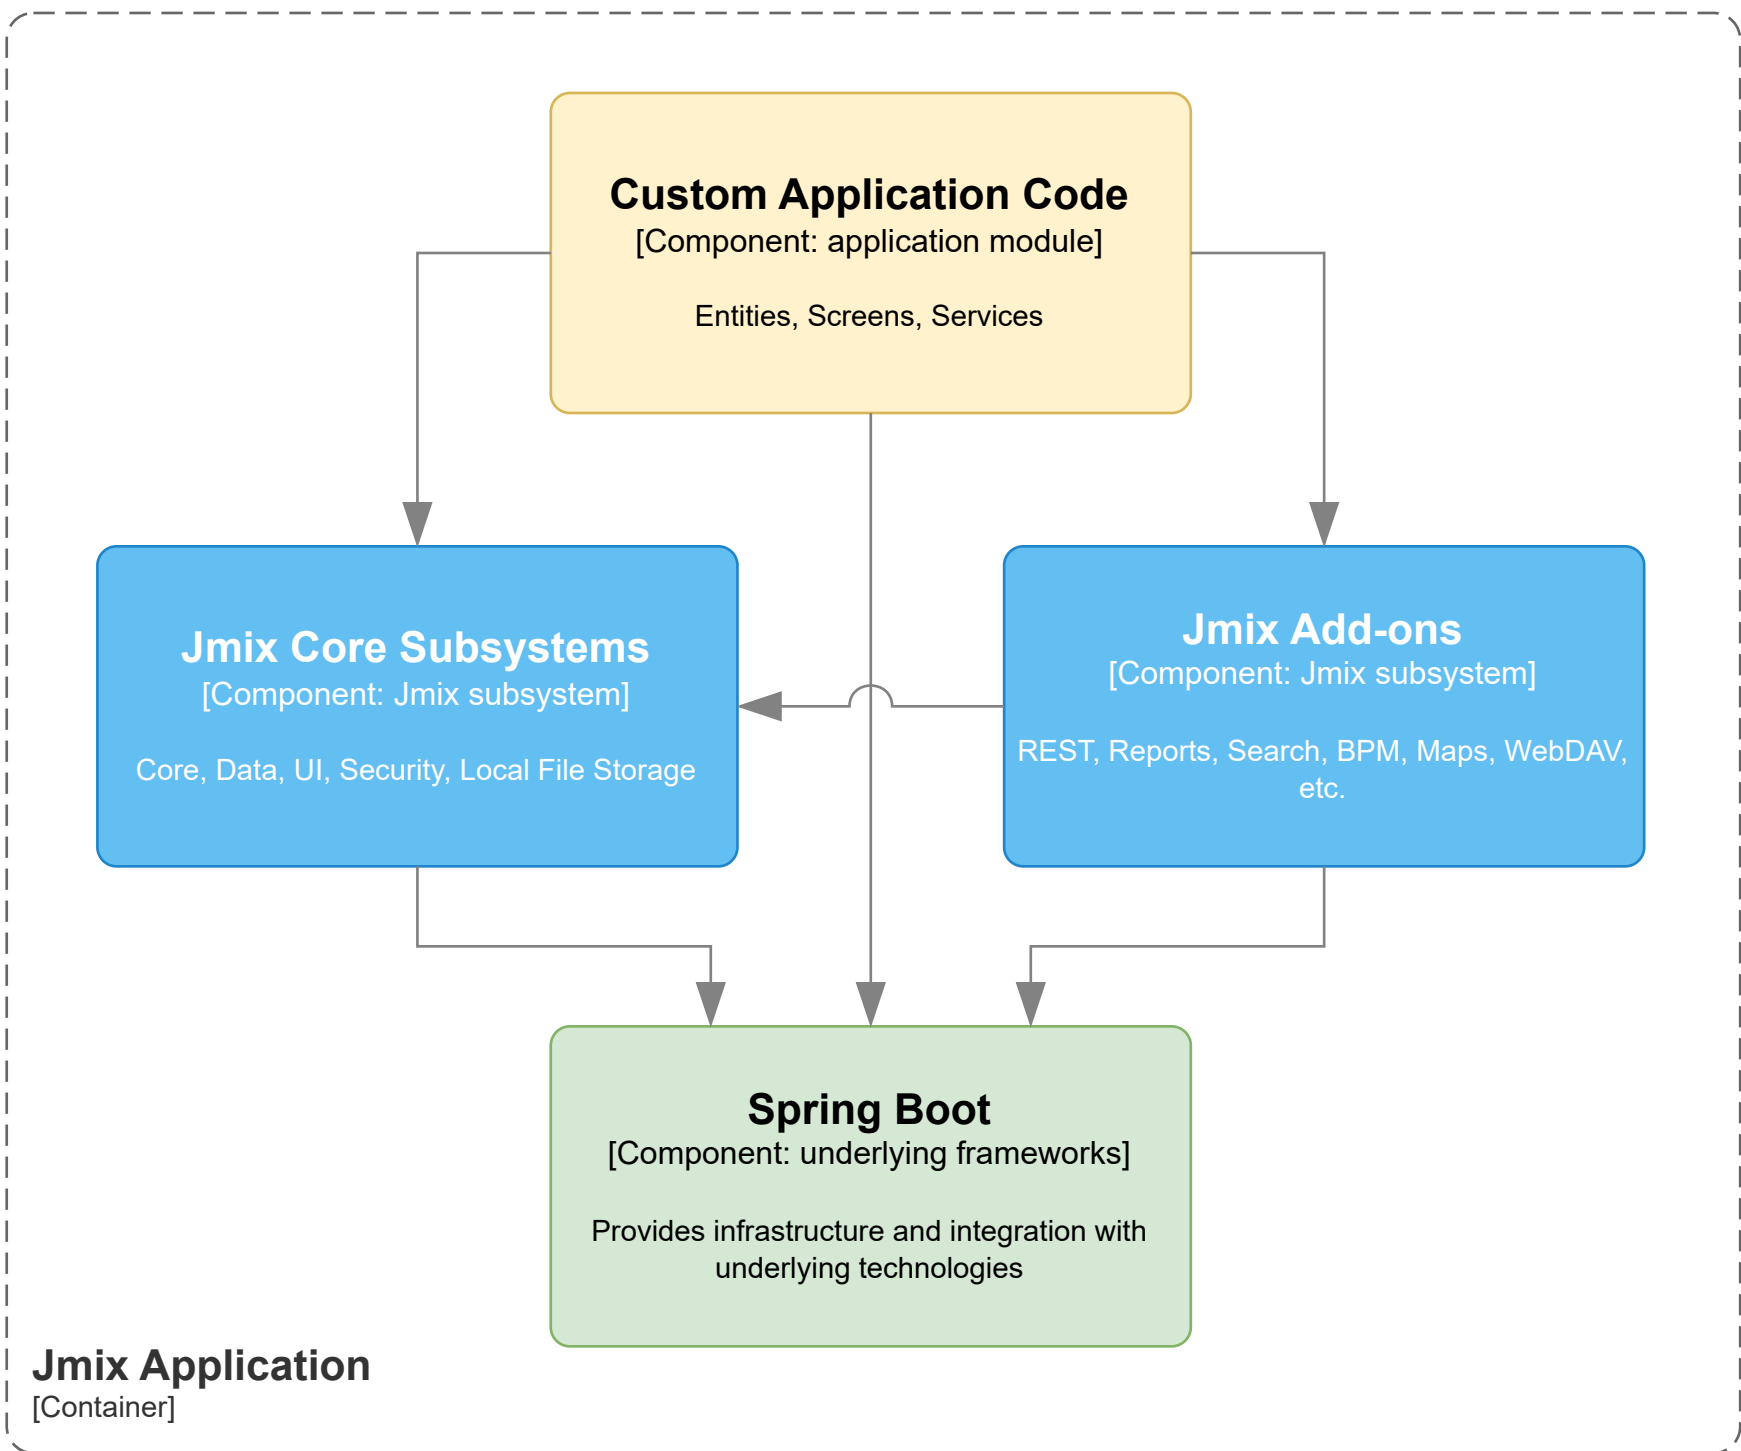 Custom Application Code
[Component: application module]
Entities, Screens, Services
Jmix Core Subsystems
[Component: Jmix subsystem]
Core, Data, UI, Security, Local File Storage
Jmix Add-ons
[Component: Jmix subsystem]
REST, Reports, Search, BPM, Maps, WebDAV,
etc.
Spring Boot
[Component: underlying frameworks]
Provides infrastructure and integration with
underlying technologies
Jmix Application
[Container]